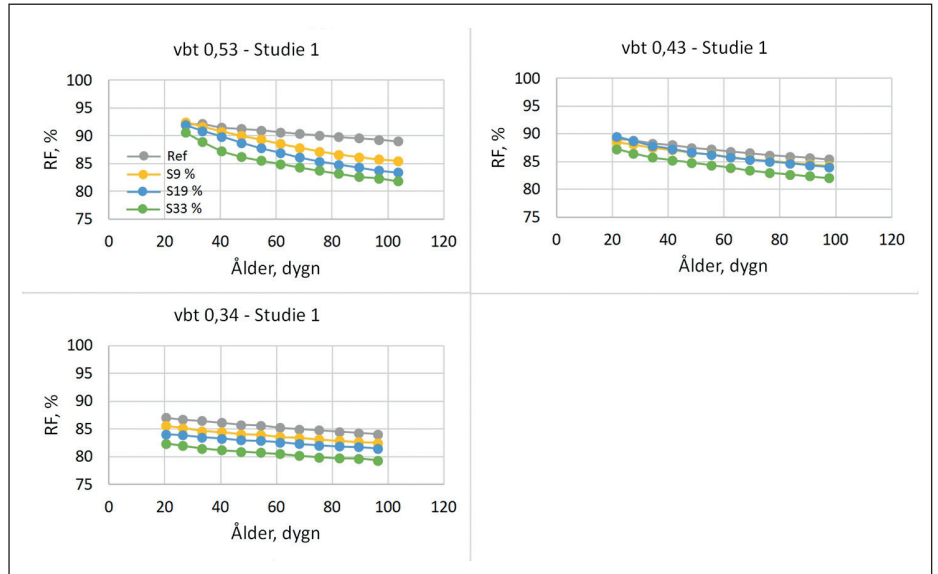 vbt 0,53 - Studie 1
100
95
90
85
80
75
RF, %
Ref
S9 %
S19 %
S33 %
0 20 40 60 80 100 120
Ålder, dygn
vbt 0,43 - Studie 1
100
95
90
85
80
75
RF, %
0 20 40 60 80 100 120
Ålder, dygn
vbt 0,34 - Studie 1
100
95
90
85
80
75
RF, %
0 20 40 60 80 100 120
Ålder, dygn